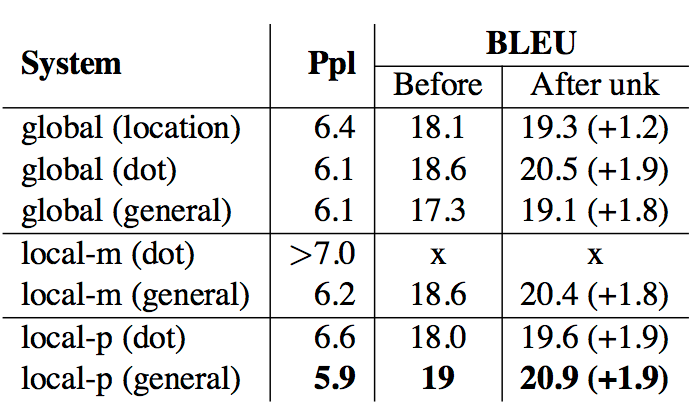 System Ppl BLEU
Before After unk
global (location) 6.4 18.1 19.3 (+1.2)
global (dot) 6.1 18.6 20.5 (+1.9)
global (general) 6.1 17.3 19.1 (+1.8)
local-m (dot) >7.0 x x
local-m (general) 6.2 18.6 20.4 (+1.8)
local-p (dot) 6.6 18.0 19.6 (+1.9)
local-p (general) 5.9 19 20.9 (+1.9)